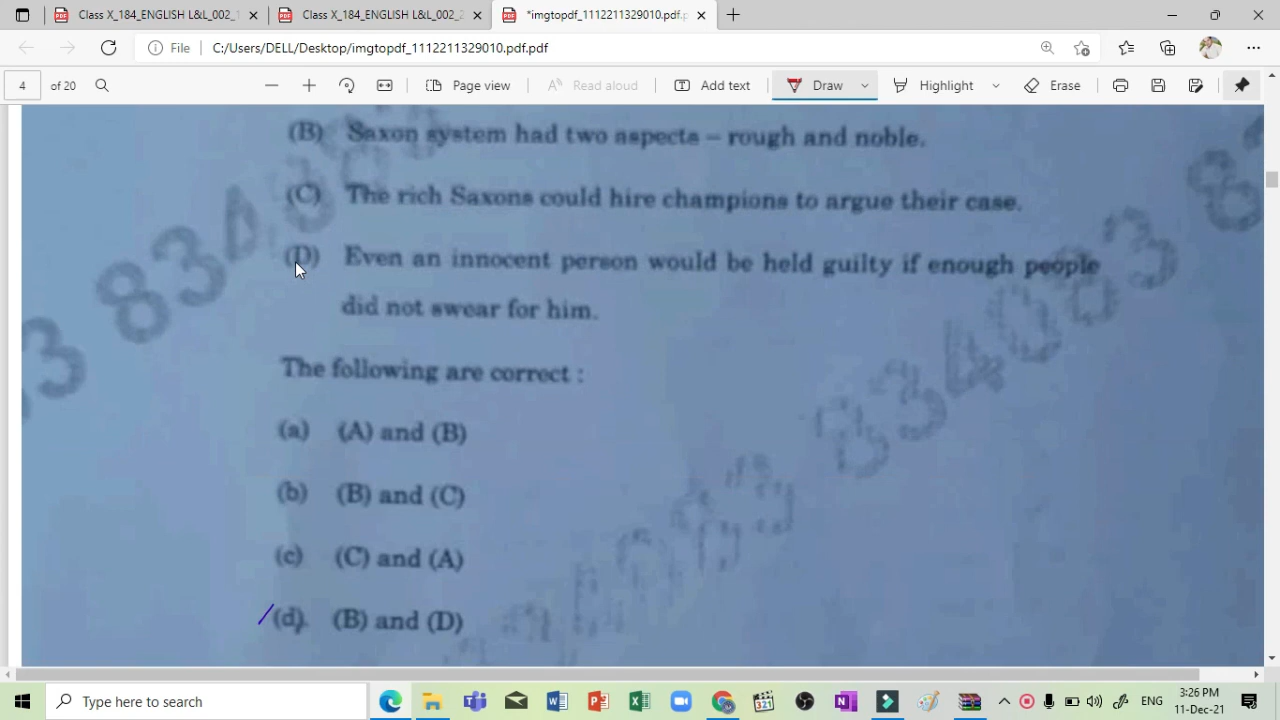 Class X_184_ENGLISH L&L_002_1
Class X_184_ENGLISH L&L_002_2
*imgtopdf_1112211329010.pdf.p
File
C:/Users/DELL/Desktop/imgtopdf_1112211329010.pdf.pdf
4 of 20
Page view
Read aloud
Add text
Draw
Highlight
Erase
(B) Saxon system had two aspects – rough and noble.
(C) The rich Saxons could hire champions to argue their case.
(D) Even an innocent person would be held guilty if enough people
did not swear for him.
The following are correct :
(a) (A) and (B)
(b) (B) and (C)
(c) (C) and (A)
(d) (B) and (D)
Type here to search
ENG
3:26 PM
11-Dec-21